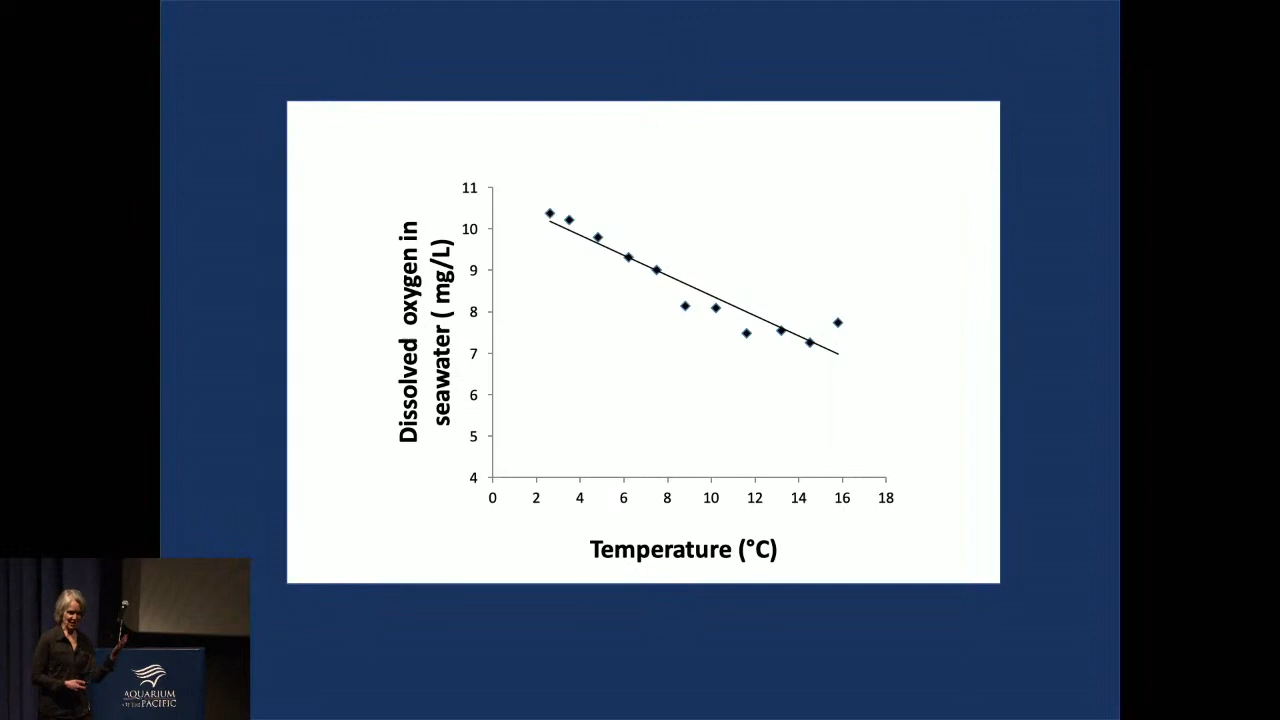 11
10
9
8
7
6
5
4
Dissolved oxygen in
seawater ( mg/L)
0 2 4 6 8 10 12 14 16 18
Temperature (°C)
AQUARIUM
OF THE PACIFIC